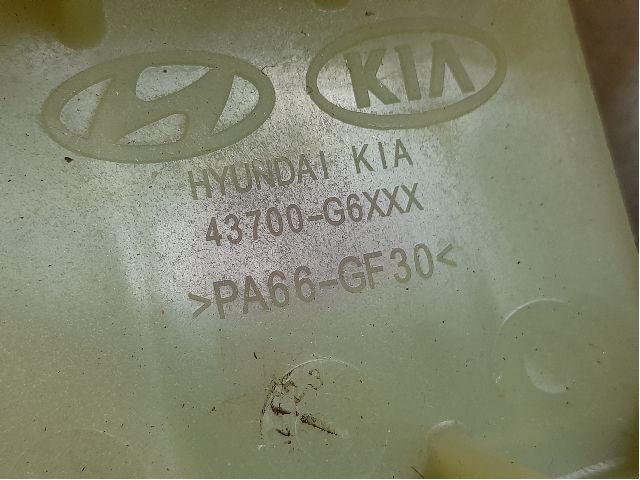 KIA
HYUNDAI KIA
43700-G6XXX
>PA66-GF30<